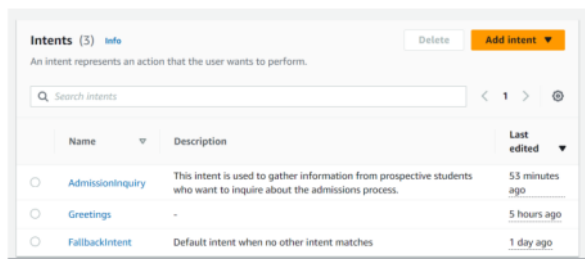 Intents (3) Info
Delete
Add intent
An intent represents an action that the user wants to perform.
Search intents
1
Name
Description
Last edited
AdmissionInquiry
This intent is used to gather information from prospective students
who want to inquire about the admissions process.
53 minutes
ago
Greetings
-
5 hours ago
FallbackIntent
Default intent when no other intent matches
1 day ago